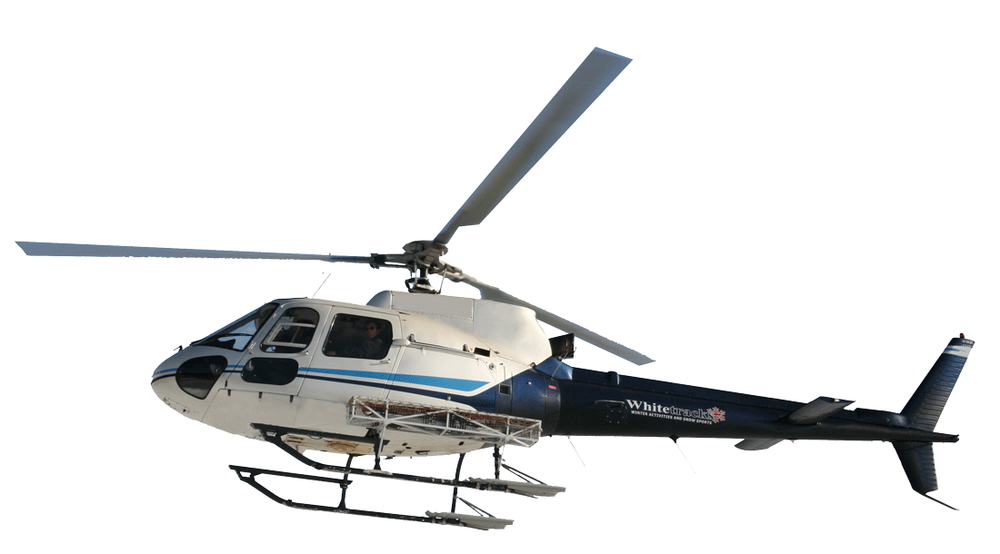 Whitetracks
WINTER ACTIVITIES AND SNOW SPORTS